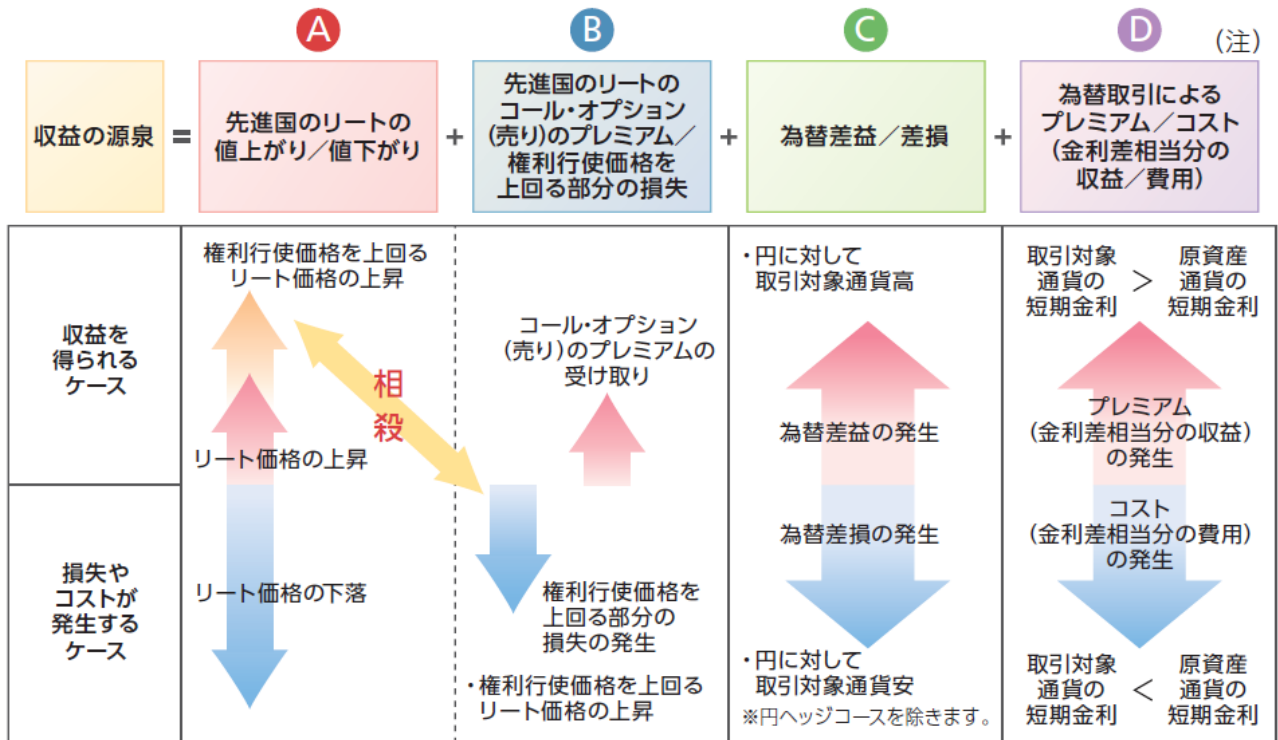 A
B
C
D
(注)
収益の源泉
=
先進国のリートの
値上がり／値下がり
+
先進国のリートの
コール・オプション
(売り)のプレミアム／
権利行使価格を
上回る部分の損失
+
為替差益／差損
+
為替取引による
プレミアム／コスト
(金利差相当分の
収益／費用)
収益を
得られる
ケース
権利行使価格を上回る
リート価格の上昇
相
殺
リート価格の上昇
コール・オプション
(売り)のプレミアムの
受け取り
・円に対して
取引対象通貨高
為替差益の発生
取引対象
通貨の
短期金利
>
原資産
通貨の
短期金利
プレミアム
(金利差相当分の収益)
の発生
損失や
コストが
発生する
ケース
リート価格の下落
権利行使価格を
上回る部分の
損失の発生
・権利行使価格を上回る
リート価格の上昇
為替差損の発生
・円に対して
取引対象通貨安
※円ヘッジコースを除きます。
コスト
(金利差相当分の費用)
の発生
取引対象
通貨の
短期金利
<
原資産
通貨の
短期金利